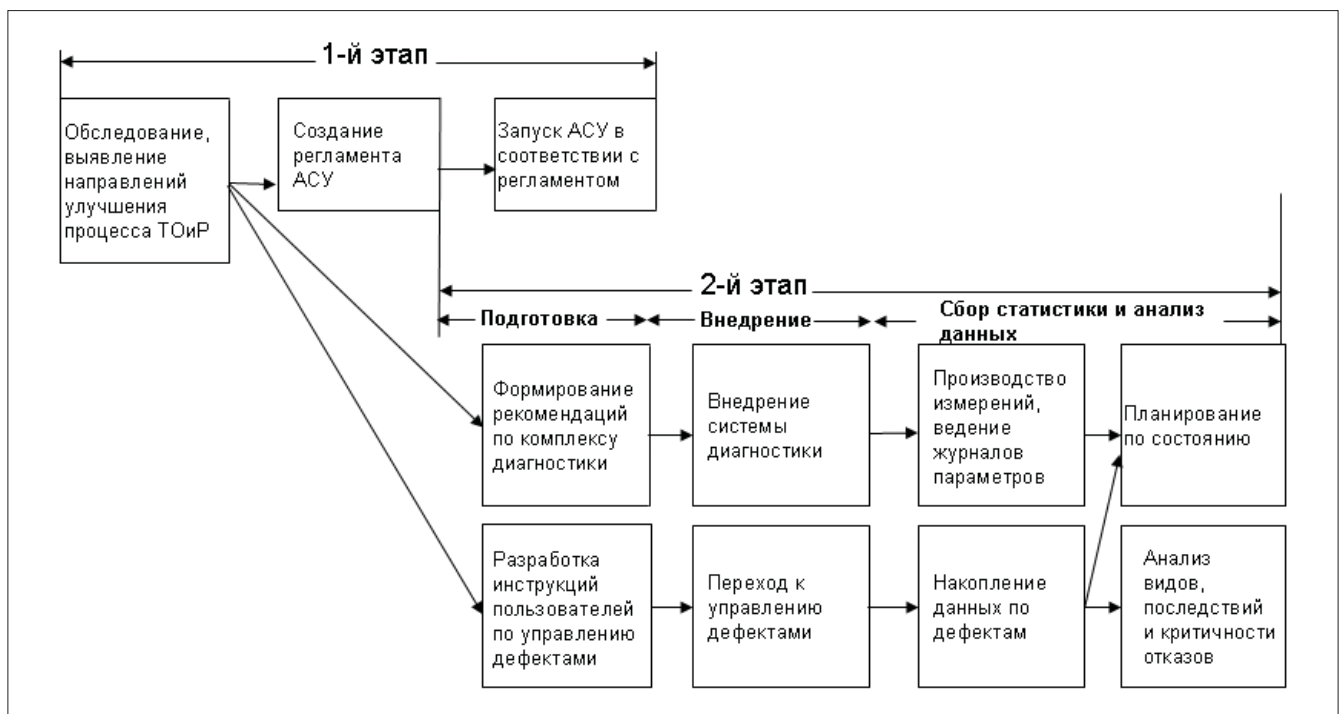 1-й этап
Обследование,
выявление
направлений
улучшения
процесса ТОиР
Создание
регламента
АСУ
Запуск АСУ в
соответствии с
регламентом
2-й этап
Подготовка
Внедрение
Сбор статистики и анализ
данных
Формирование
рекомендаций
по комплексу
диагностики
Внедрение
системы
диагностики
Производство
измерений,
ведение
журналов
параметров
Планирование
по состоянию
Разработка
инструкций
пользователей
по управлению
дефектами
Переход к
управлению
дефектами
Накопление
данных по
дефектам
Анализ
видов,
последствий
и критичности
отказов